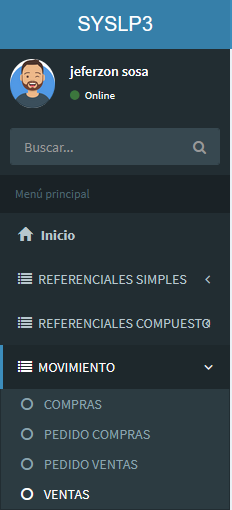 SYSLP3
jeferzon sosa
Online
Buscar...
Menú principal
Inicio
REFERENCIALES SIMPLES
REFERENCIALES COMPUESTO
MOVIMIENTO
COMPRAS
PEDIDO COMPRAS
PEDIDO VENTAS
VENTAS